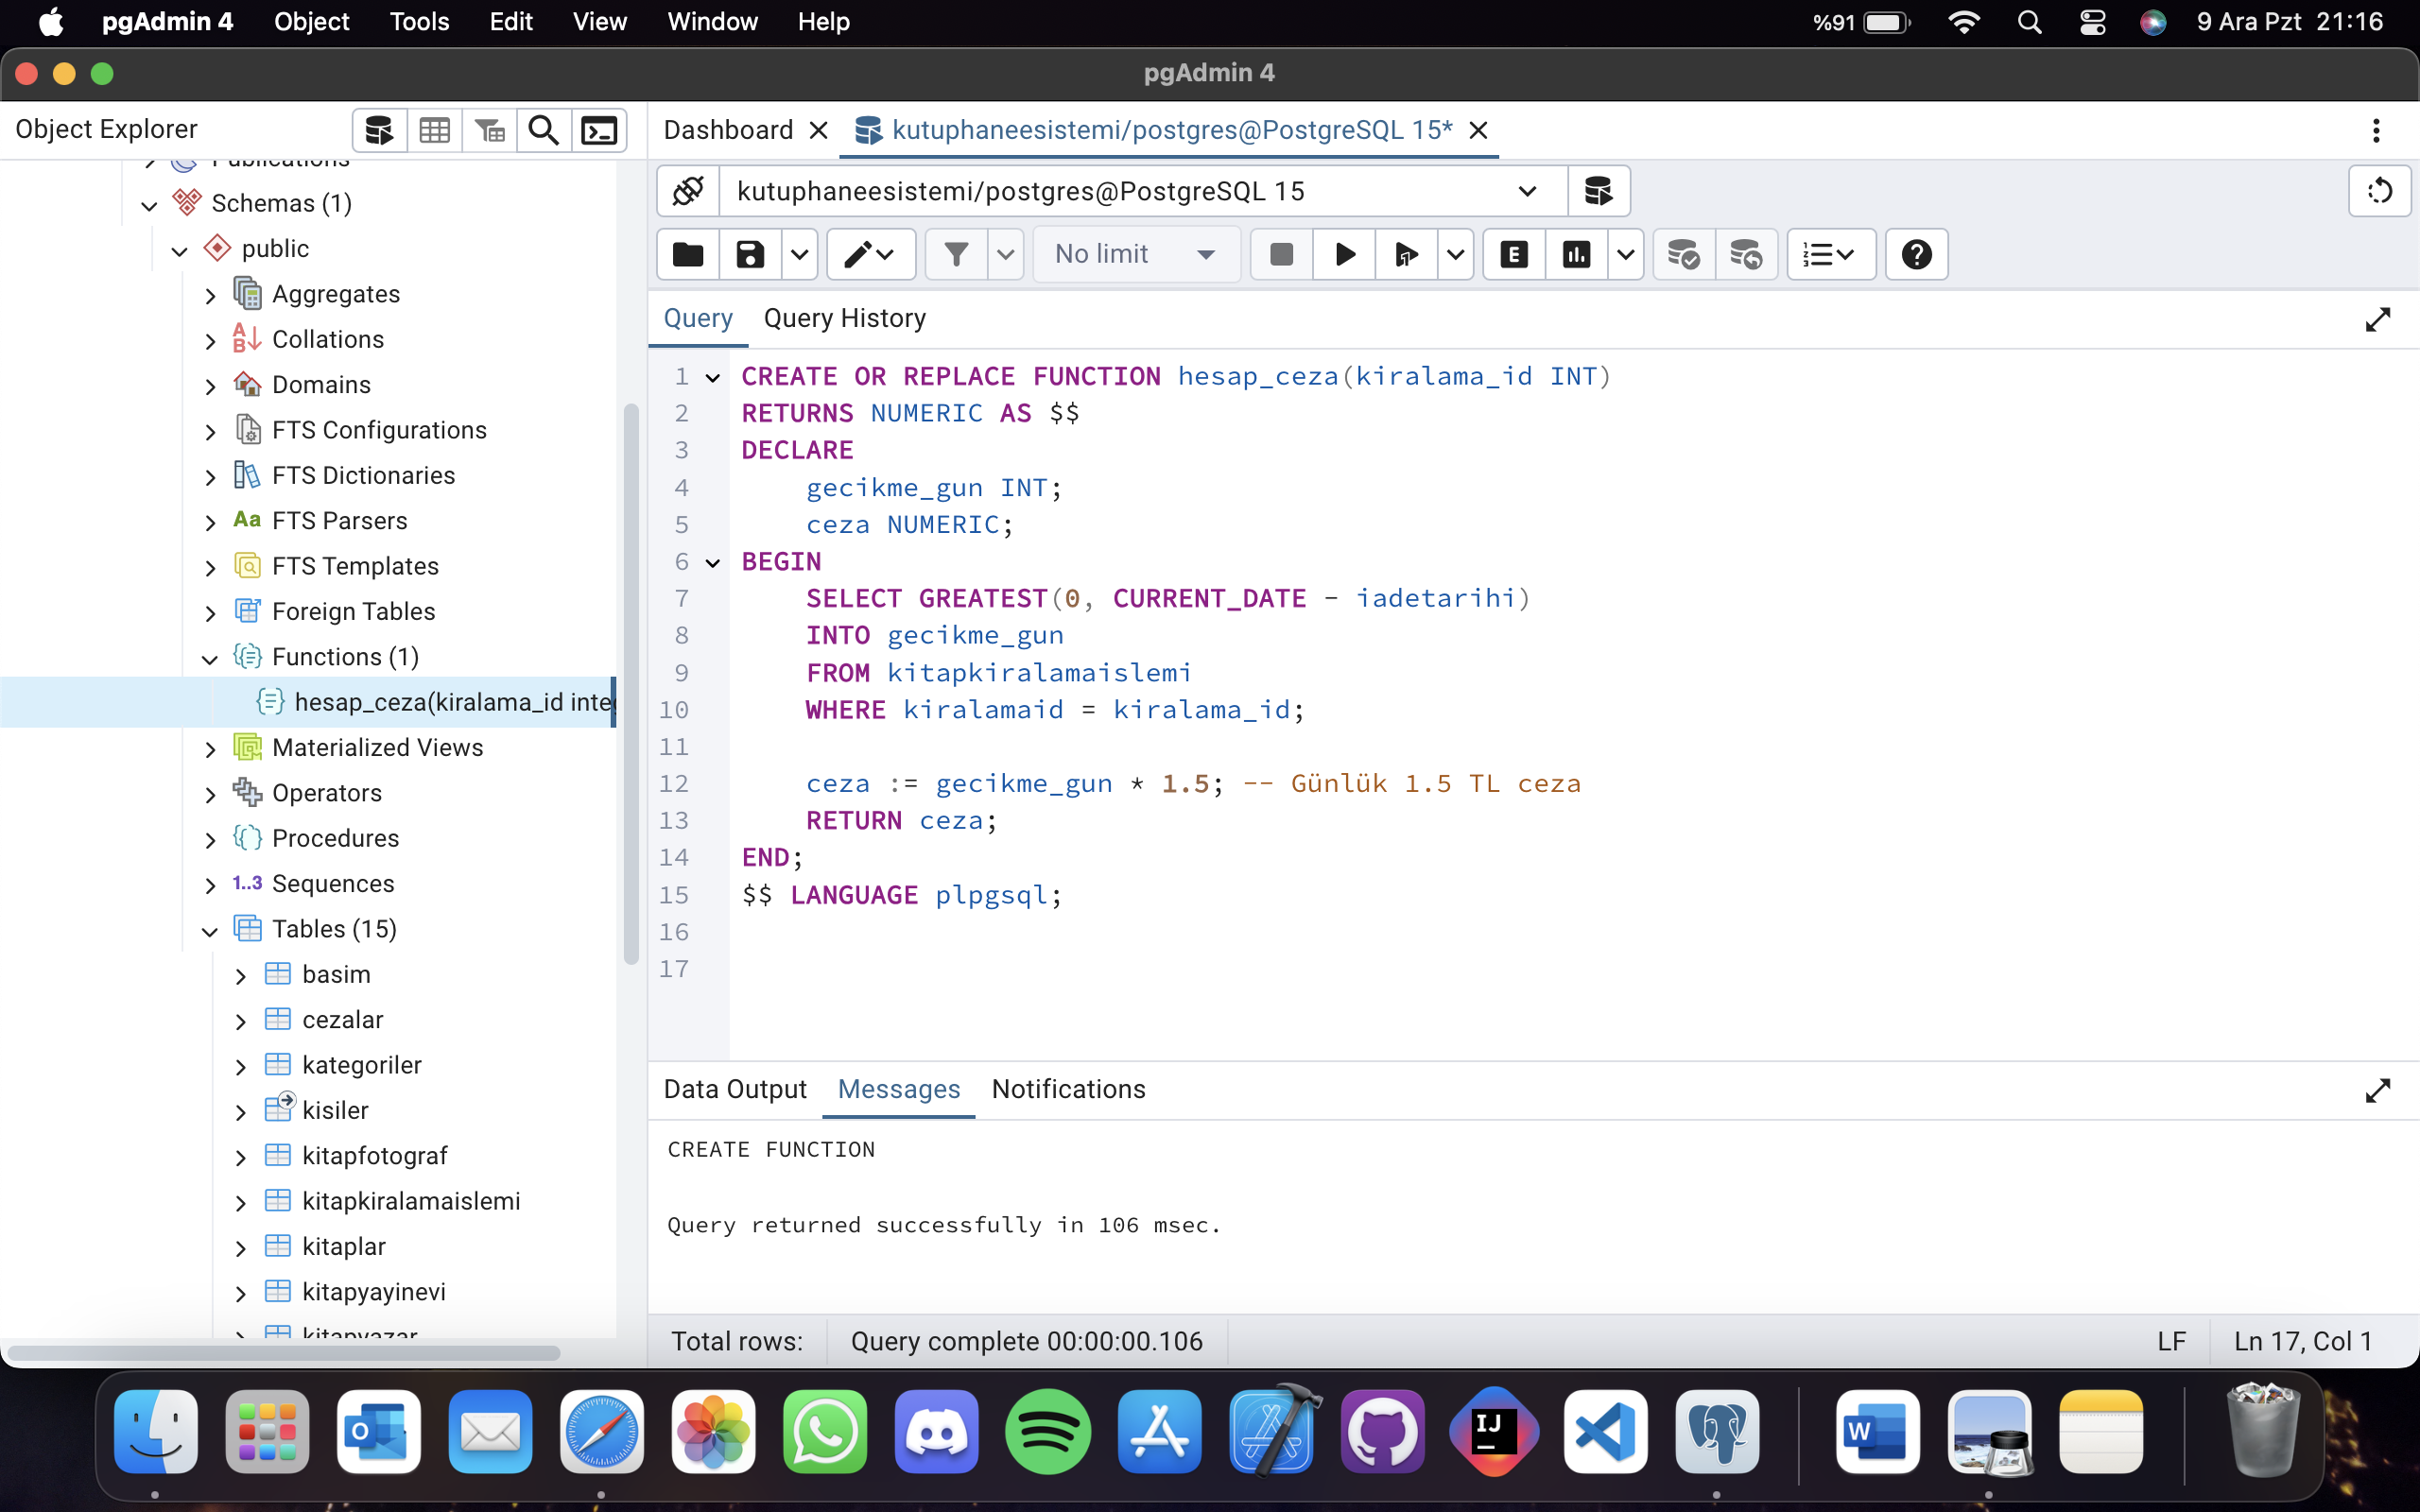 pgAdmin 4 Object Tools Edit View Window Help %91 9 Ara Pzt 21:16
pgAdmin 4
Object Explorer
Dashboard kutuphaneesistemi/postgres@PostgreSQL 15*
kutuphaneesistemi/postgres@PostgreSQL 15
No limit
Query Query History
Publications
Schemas (1)
public
Aggregates
Collations
Domains
FTS Configurations
FTS Dictionaries
FTS Parsers
FTS Templates
Foreign Tables
Functions (1)
hesap_ceza(kiralama_id inte
Materialized Views
Operators
Procedures
1..3 Sequences
Tables (15)
basim
cezalar
kategoriler
kisiler
kitapfotograf
kitapkiralamaislemi
kitaplar
kitapyayinevi
kitapyazar
1 CREATE OR REPLACE FUNCTION hesap_ceza(kiralama_id INT)
2 RETURNS NUMERIC AS $$
3 DECLARE
4 gecikme_gun INT;
5 ceza NUMERIC;
6 BEGIN
7 SELECT GREATEST(0, CURRENT_DATE - iadetarihi)
8 INTO gecikme_gun
9 FROM kitapkiralamaislemi
10 WHERE kiralamaid = kiralama_id;
11
12 ceza := gecikme_gun * 1.5; -- Günlük 1.5 TL ceza
13 RETURN ceza;
14 END;
15 $$ LANGUAGE plpgsql;
16
17
Data Output Messages Notifications
CREATE FUNCTION
Query returned successfully in 106 msec.
Total rows: Query complete 00:00:00.106 LF Ln 17, Col 1